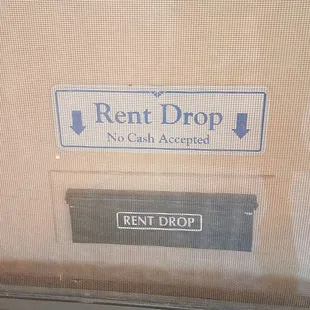 Rent Drop
No Cash Accepted
RENT DROP